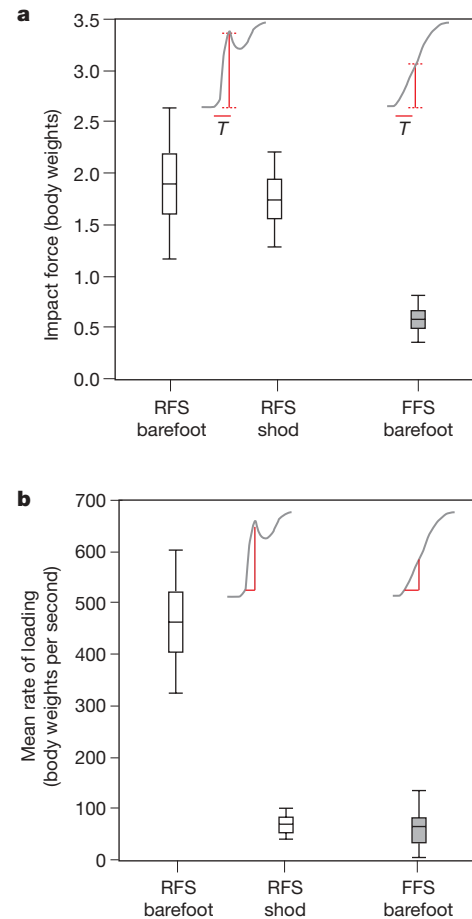 a
Impact force (body weights)
3.5
3.0
2.5
2.0
1.5
1.0
0.5
0.0
T
T
RFS
barefoot
RFS
shod
FFS
barefoot
b
Mean rate of loading
(body weights per second)
700
600
500
400
300
200
100
0
RFS
barefoot
RFS
shod
FFS
barefoot